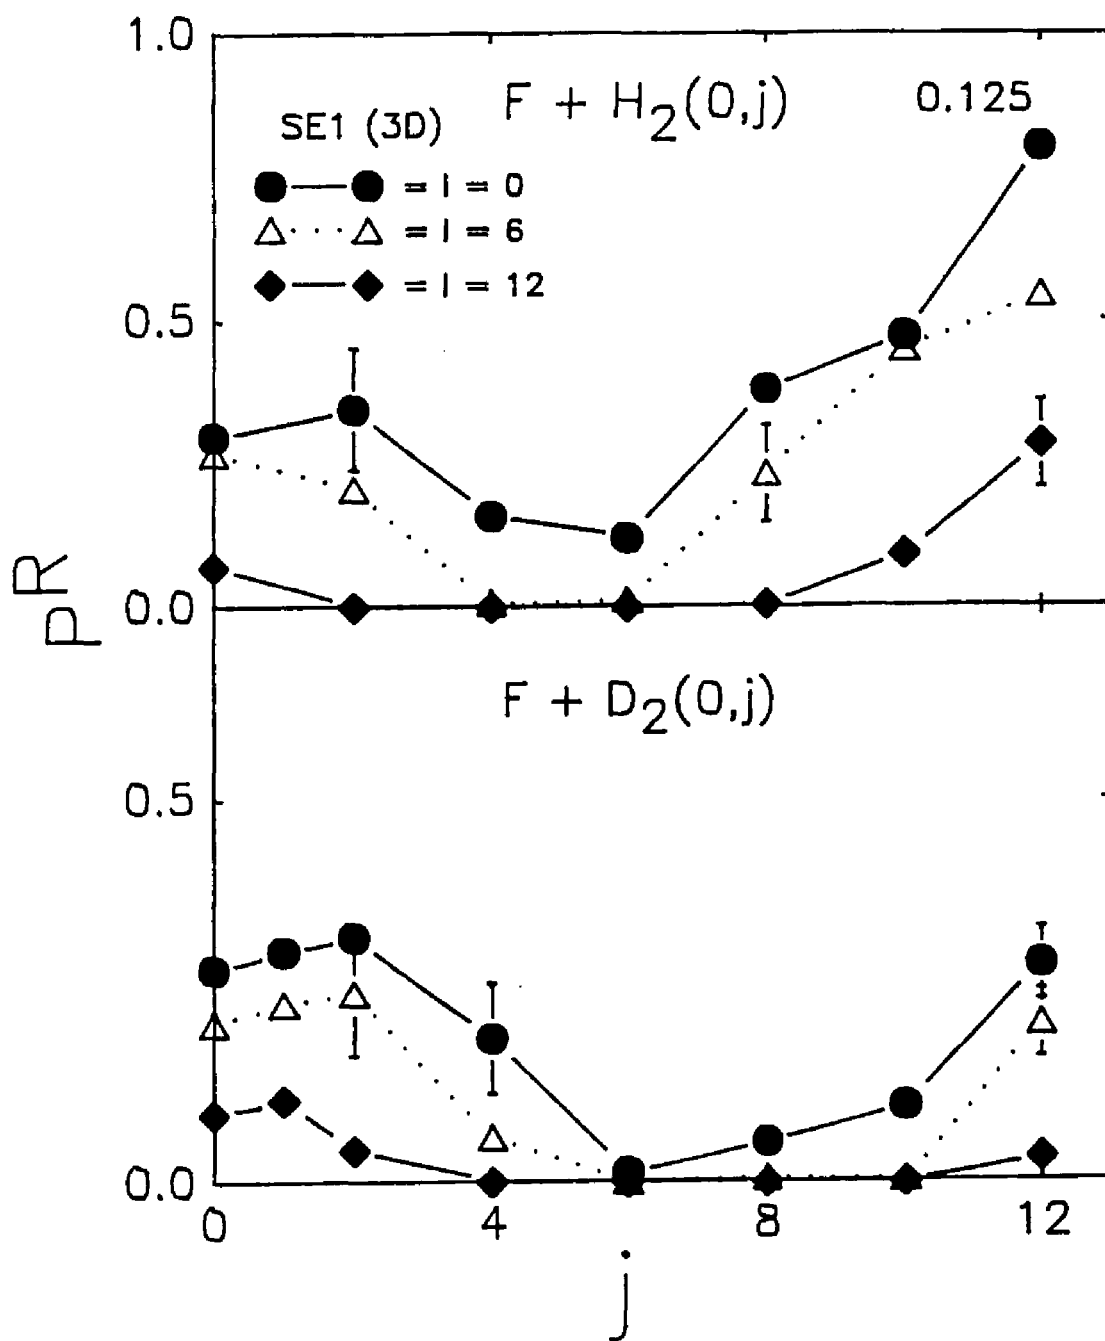 1.0
F + H2(0,j)
0.125
SE1 (3D)
= l = 0
= l = 6
= l = 12
0.5
0.0
PR
F + D2(0,j)
0.5
0.0
0
4
8
12
j